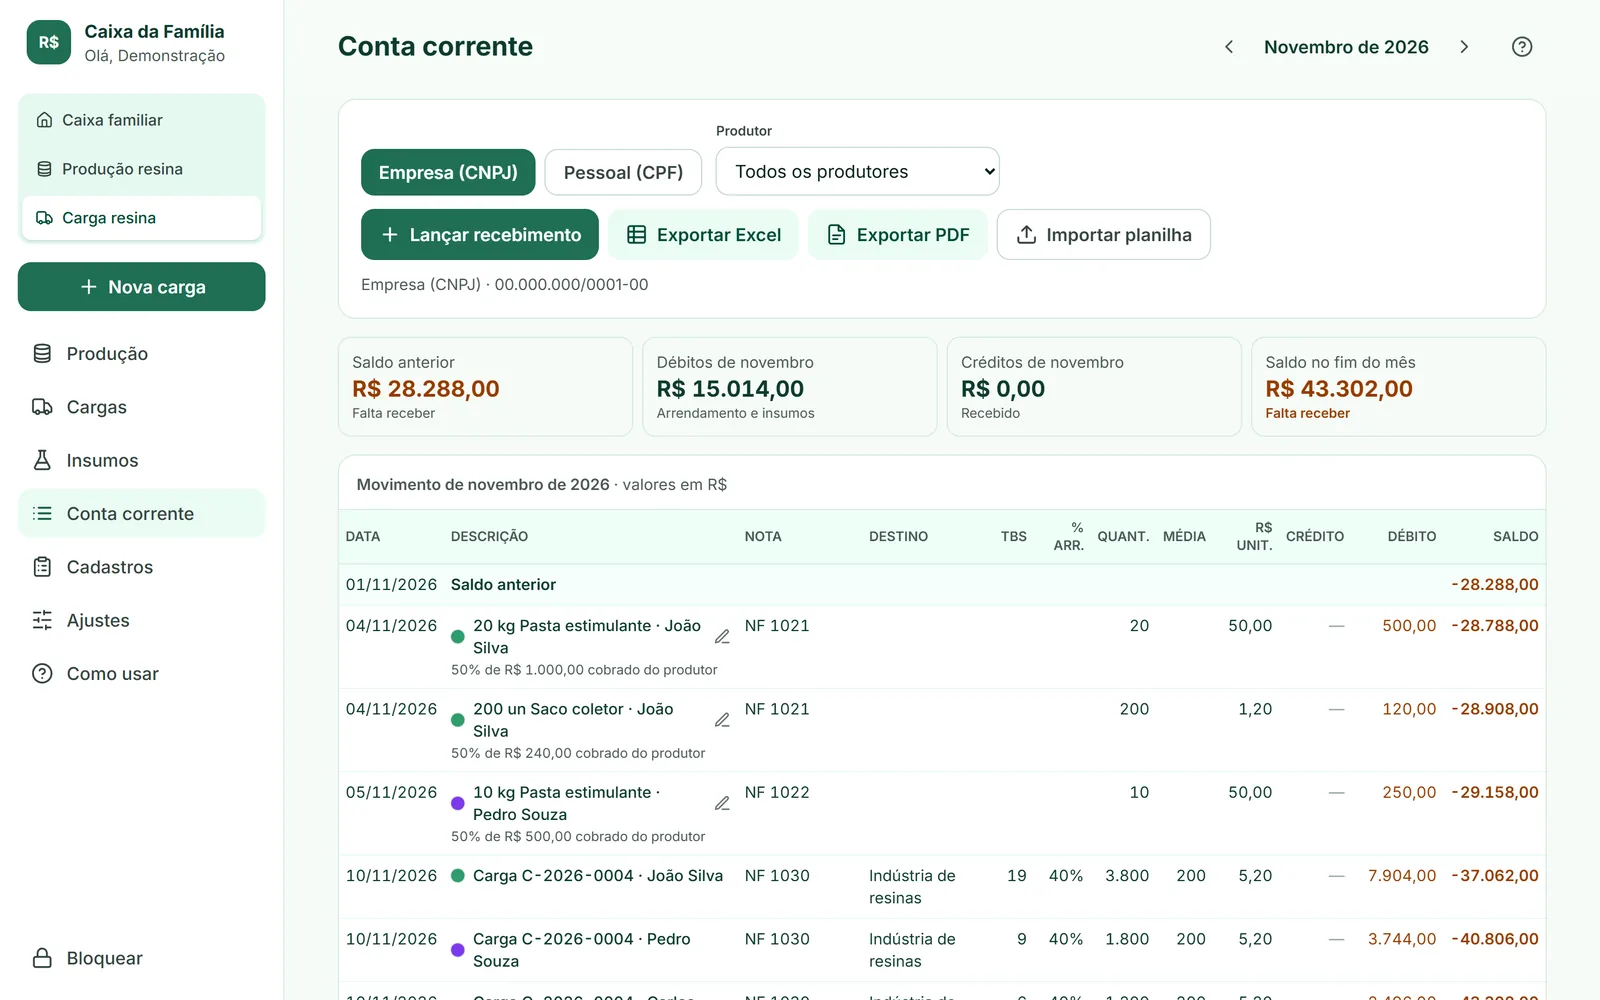 R$
Caixa da Família
Olá, Demonstração
Caixa familiar
Produção resina
Carga resina
+ Nova carga
Produção
Cargas
Insumos
Conta corrente
Cadastros
Ajustes
Como usar
Bloquear
Conta corrente
Novembro de 2026
Produtor
Empresa (CNPJ)
Pessoal (CPF)
Todos os produtores
+ Lançar recebimento
Exportar Excel
Exportar PDF
Importar planilha
Empresa (CNPJ) · 00.000.000/0001-00
Saldo anterior
R$ 28.288,00
Falta receber
Débitos de novembro
R$ 15.014,00
Arrendamento e insumos
Créditos de novembro
R$ 0,00
Recebido
Saldo no fim do mês
R$ 43.302,00
Falta receber
Movimento de novembro de 2026 · valores em R$
DATA DESCRIÇÃO NOTA DESTINO TBS % ARR. QUANT. MÉDIA R$ UNIT. CRÉDITO DÉBITO SALDO
01/11/2026 Saldo anterior -28.288,00
04/11/2026 20 kg Pasta estimulante · João NF 1021 20 50,00 — 500,00 -28.788,00
Silva
50% de R$ 1.000,00 cobrado do produtor
04/11/2026 200 un Saco coletor · João NF 1021 200 1,20 — 120,00 -28.908,00
Silva
50% de R$ 240,00 cobrado do produtor
05/11/2026 10 kg Pasta estimulante · NF 1022 10 50,00 — 250,00 -29.158,00
Pedro Souza
50% de R$ 500,00 cobrado do produtor
10/11/2026 Carga C-2026-0004 · João Silva NF 1030 Indústria de 19 40% 3.800 200 5,20 — 7.904,00 -37.062,00
resinas
10/11/2026 Carga C-2026-0004 · Pedro NF 1030 Indústria de 9 40% 1.800 200 5,20 — 3.744,00 -40.806,00
Souza resinas